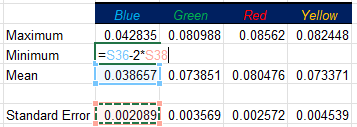 Blue Green Red Yellow
Maximum 0.042835 0.080988 0.08562 0.082448
Minimum =S36-2*S38
Mean 0.038657 0.073851 0.080476 0.073371
Standard Error 0.002089 0.003569 0.002572 0.004539